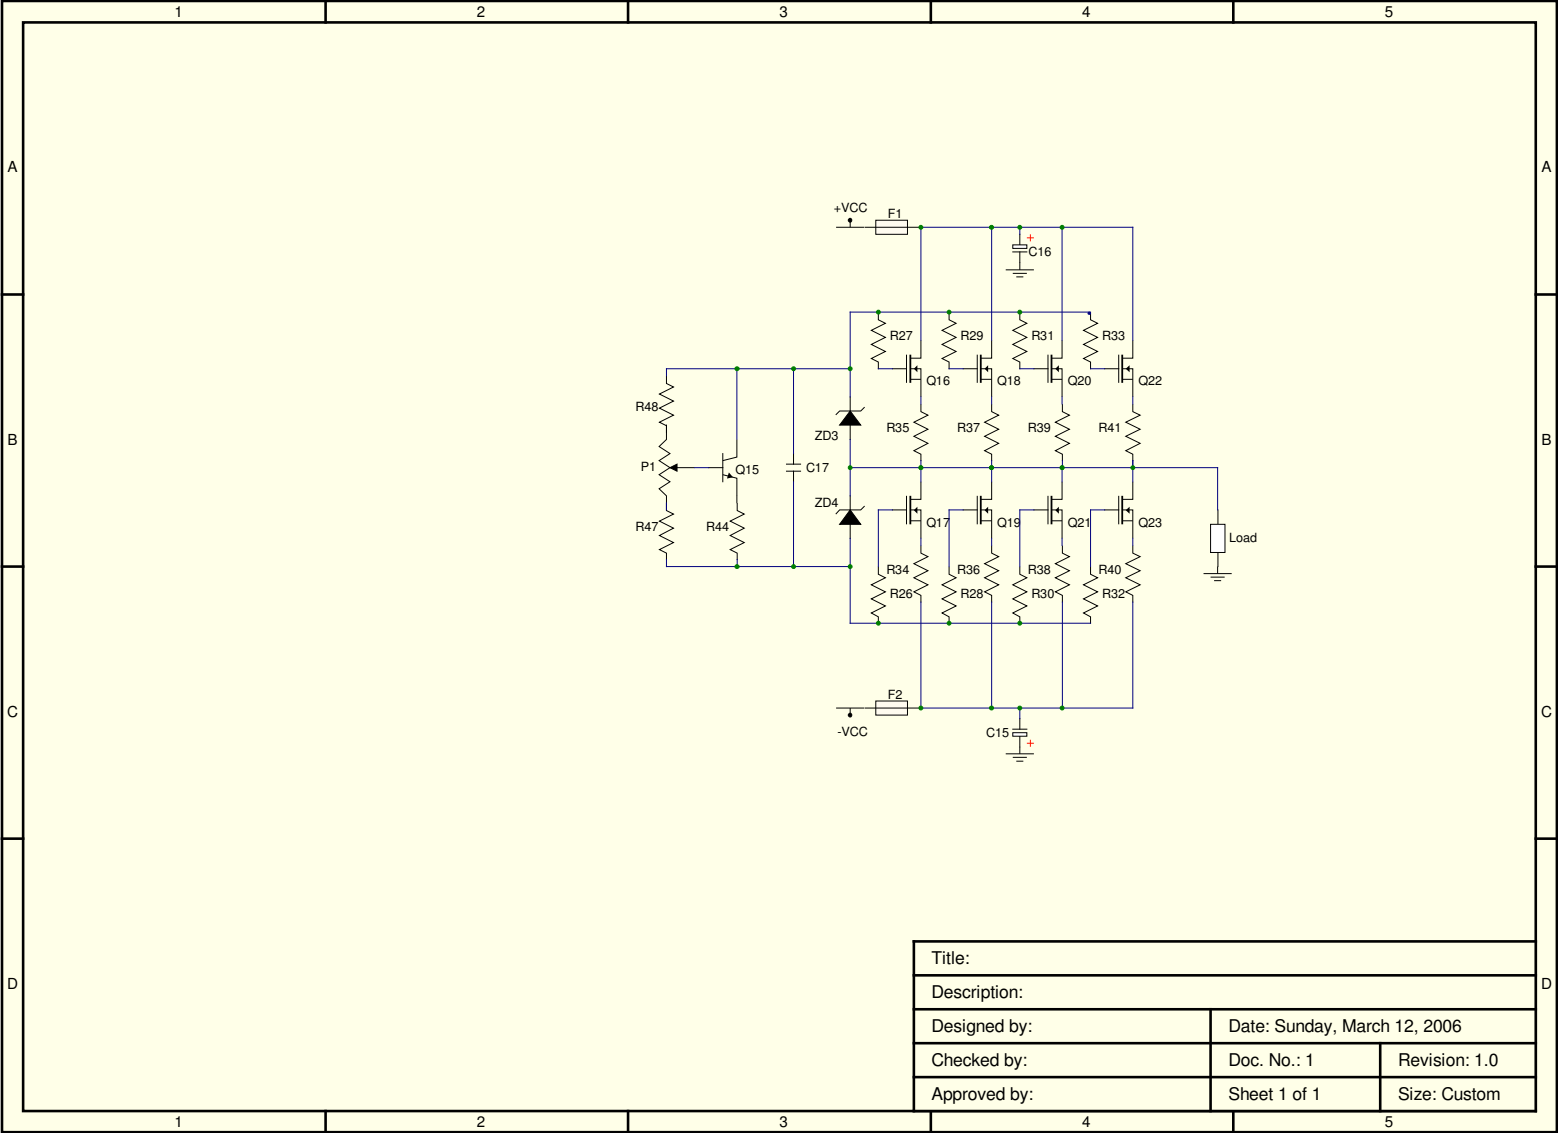 1 2 3 4 5
A A
+VCC F1
+
C16
R27 R29 R31 R33
Q16 Q18 Q20 Q22
R48
R35 R37 R39 R41
ZD3
B B
P1 Q15 C17
ZD4
R47 R44 Q17 Q19 Q21 Q23
Load
R34 R36 R38 R40
R26 R28 R30 R32
F2
C C
-VCC C15
+
Title:
D D
Description:
Designed by: Date: Sunday, March 12, 2006
Checked by: Doc. No.: 1 Revision: 1.0
Approved by: Sheet 1 of 1 Size: Custom
1 2 3 4 5